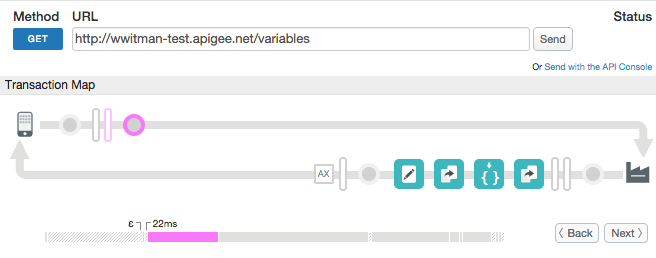 Method URL Status
GET http://wwitman-test.apigee.net/variables Send
Or Send with the API Console
Transaction Map
AX
{ }
ε 22ms
Back Next